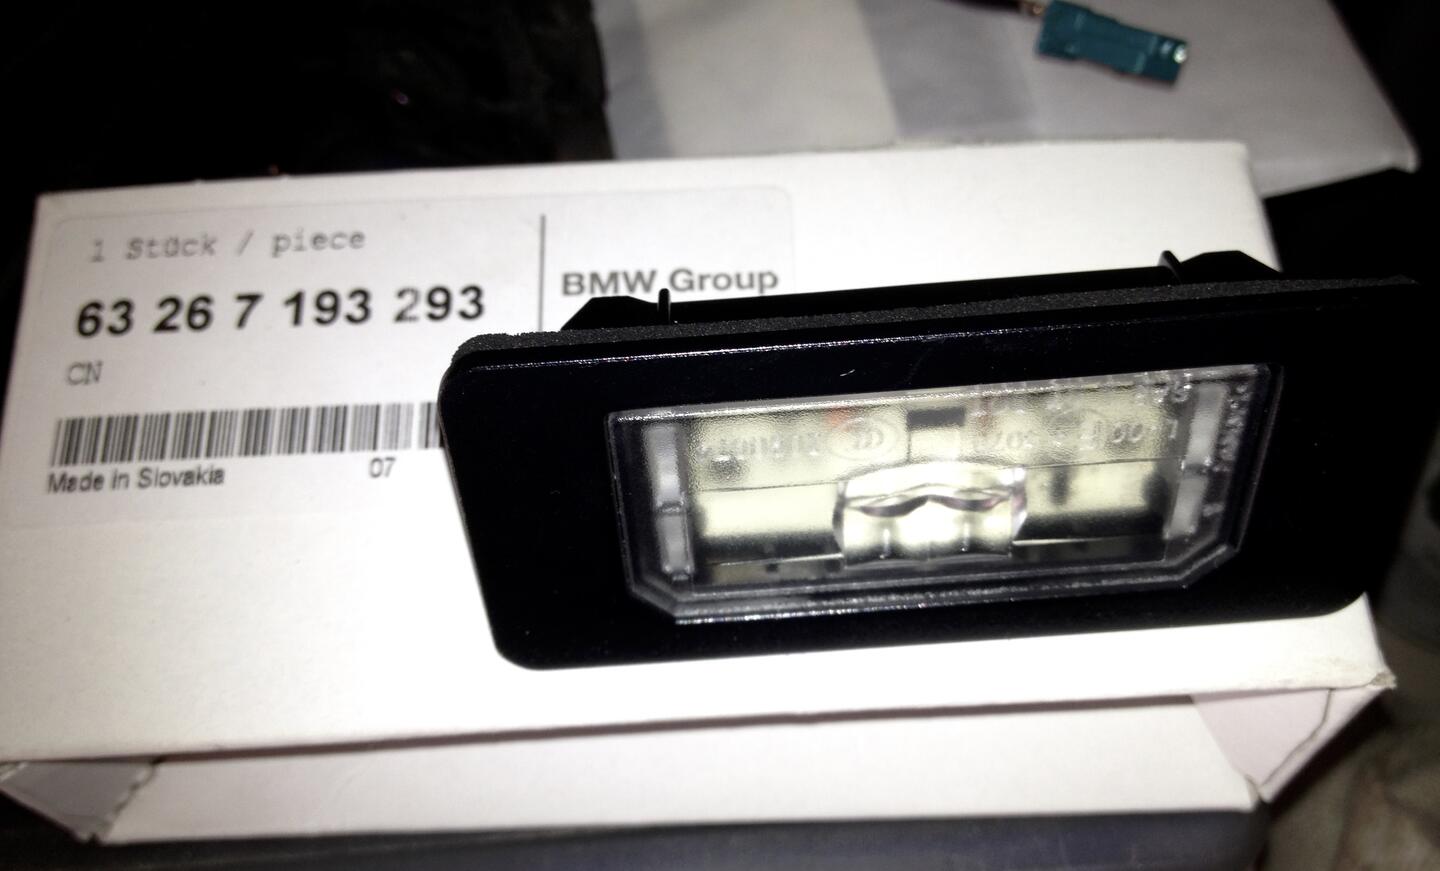 1 Stück / piece
63 26 7 193 293
CN
Made in Slovakia
07
BMW Group